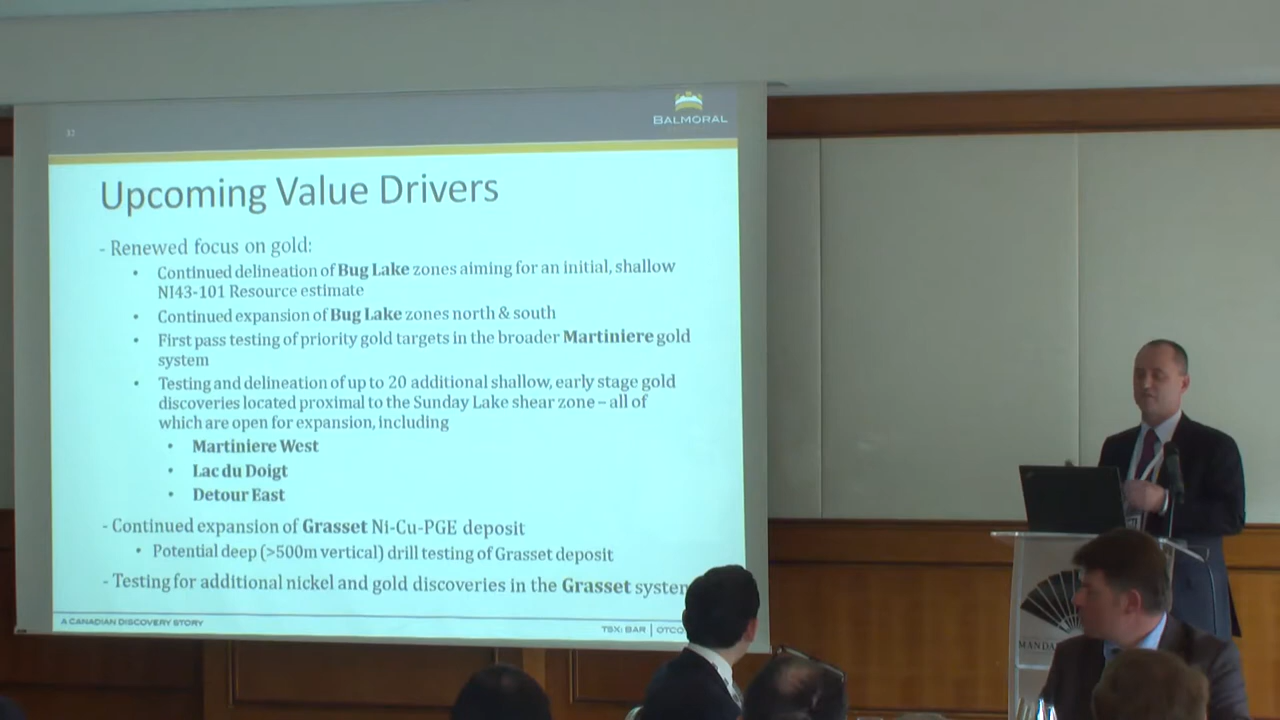 32
BALMORAL
Upcoming Value Drivers
- Renewed focus on gold:
• Continued delineation of Bug Lake zones aiming for an initial, shallow
NI43-101 Resource estimate
• Continued expansion of Bug Lake zones north & south
• First pass testing of priority gold targets in the broader Martiniere gold
system
• Testing and delineation of up to 20 additional shallow, early stage gold
discoveries located proximal to the Sunday Lake shear zone – all of
which are open for expansion, including
• Martiniere West
• Lac du Doigt
• Detour East
- Continued expansion of Grasset Ni-Cu-PGE deposit
• Potential deep (>500m vertical) drill testing of Grasset deposit
- Testing for additional nickel and gold discoveries in the Grasset system
A CANADIAN DISCOVERY STORY
TSX: BAR | OTCQ
MANDA